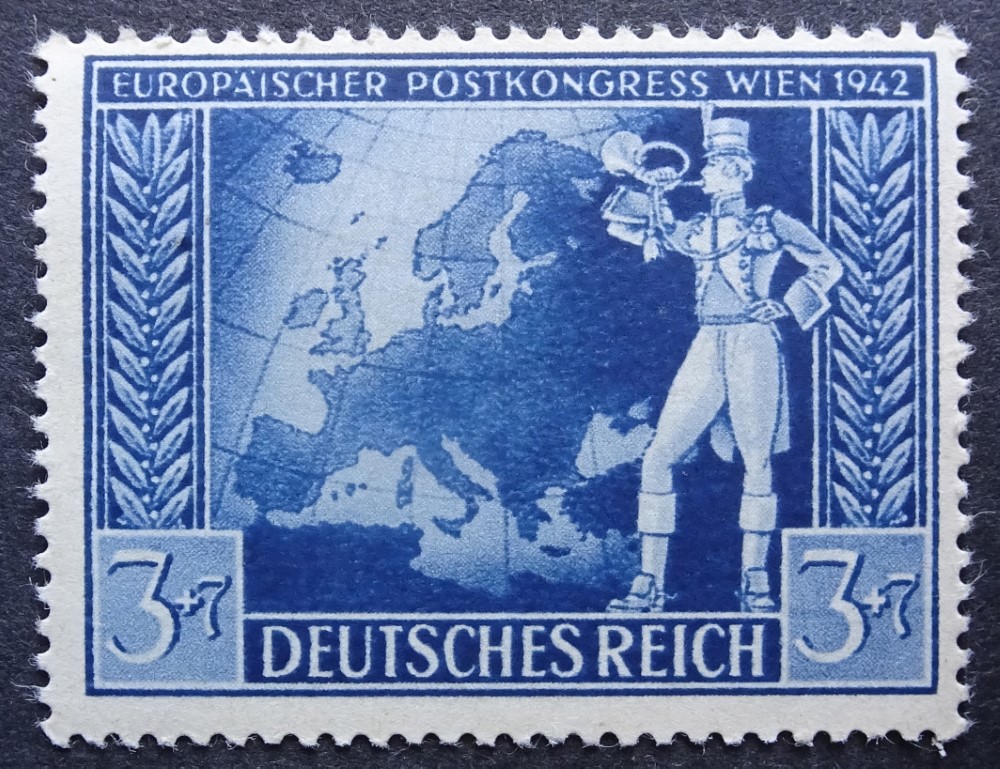 EUROPÄISCHER POSTKONGRESS WIEN 1942
3+7
3+7
DEUTSCHES REICH